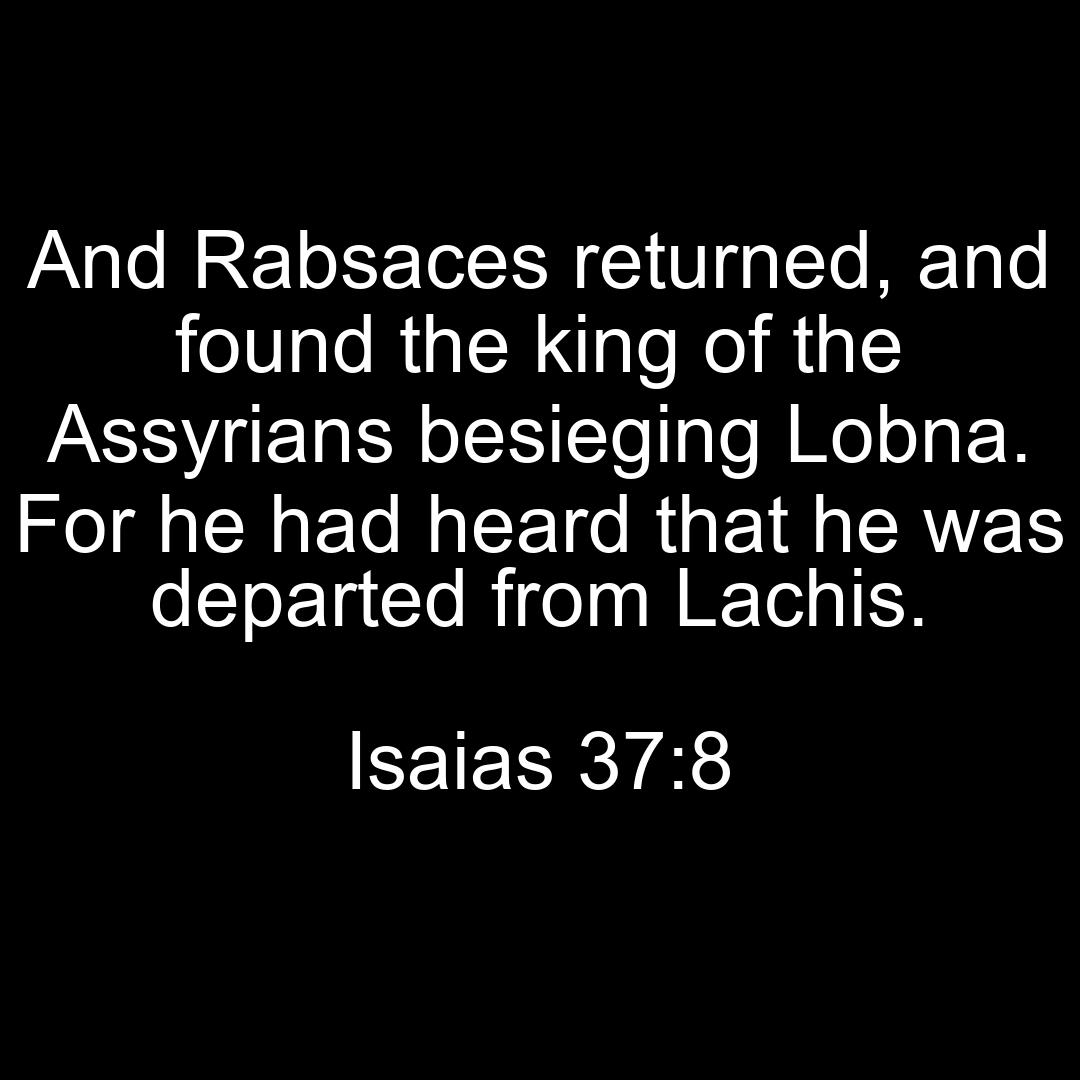 And Rabsaces returned, and
found the king of the
Assyrians besieging Lobna.
For he had heard that he was
departed from Lachis.
Isaias 37:8